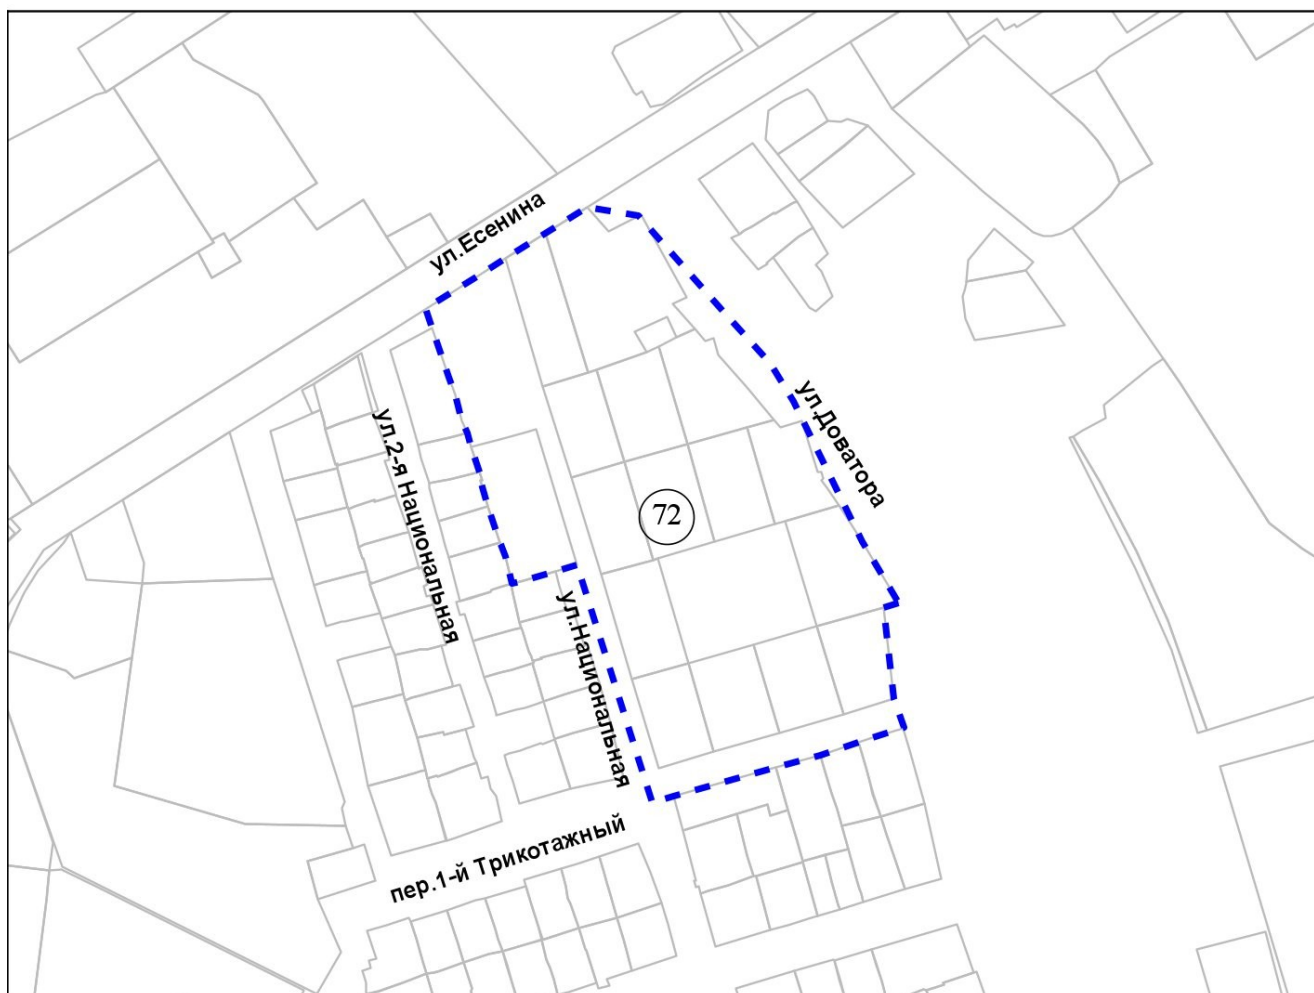 ул.Есенина
ул.Доватора
ул.2-я Национальная
72
ул.Национальная
пер.1-й Трикотажный